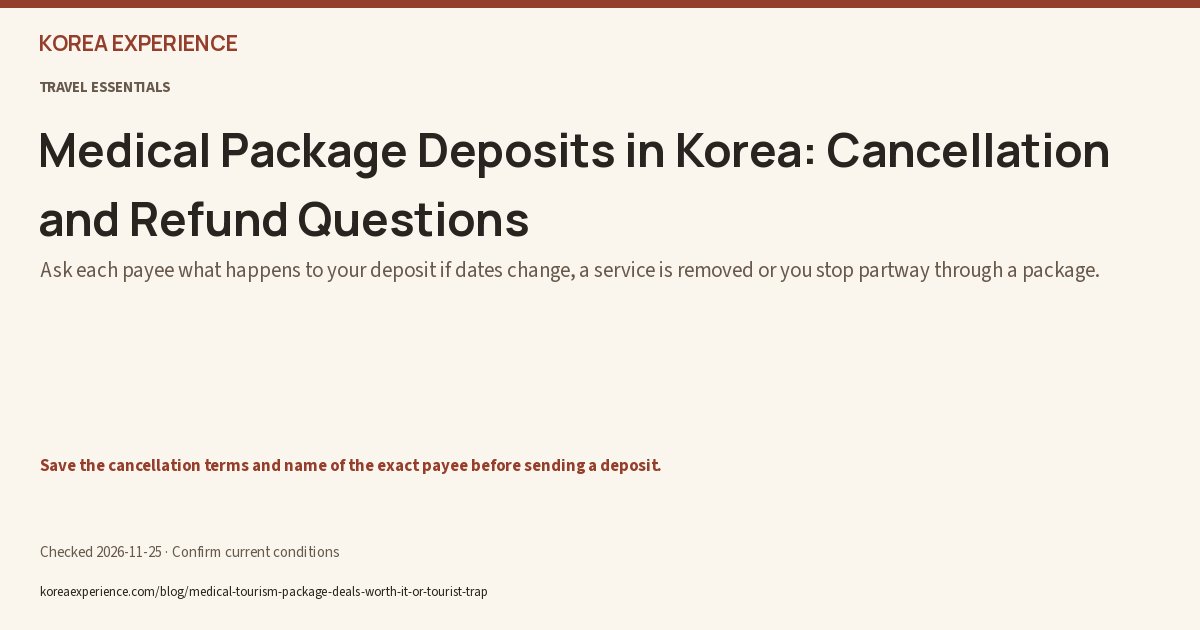 KOREA EXPERIENCE
TRAVEL ESSENTIALS
Medical Package Deposits in Korea: Cancellation
and Refund Questions
Ask each payee what happens to your deposit if dates change, a service is removed or you stop partway through a package.
Save the cancellation terms and name of the exact payee before sending a deposit.
Checked 2026-11-25 · Confirm current conditions
koreaexperience.com/blog/medical-tourism-package-deals-worth-it-or-tourist-trap